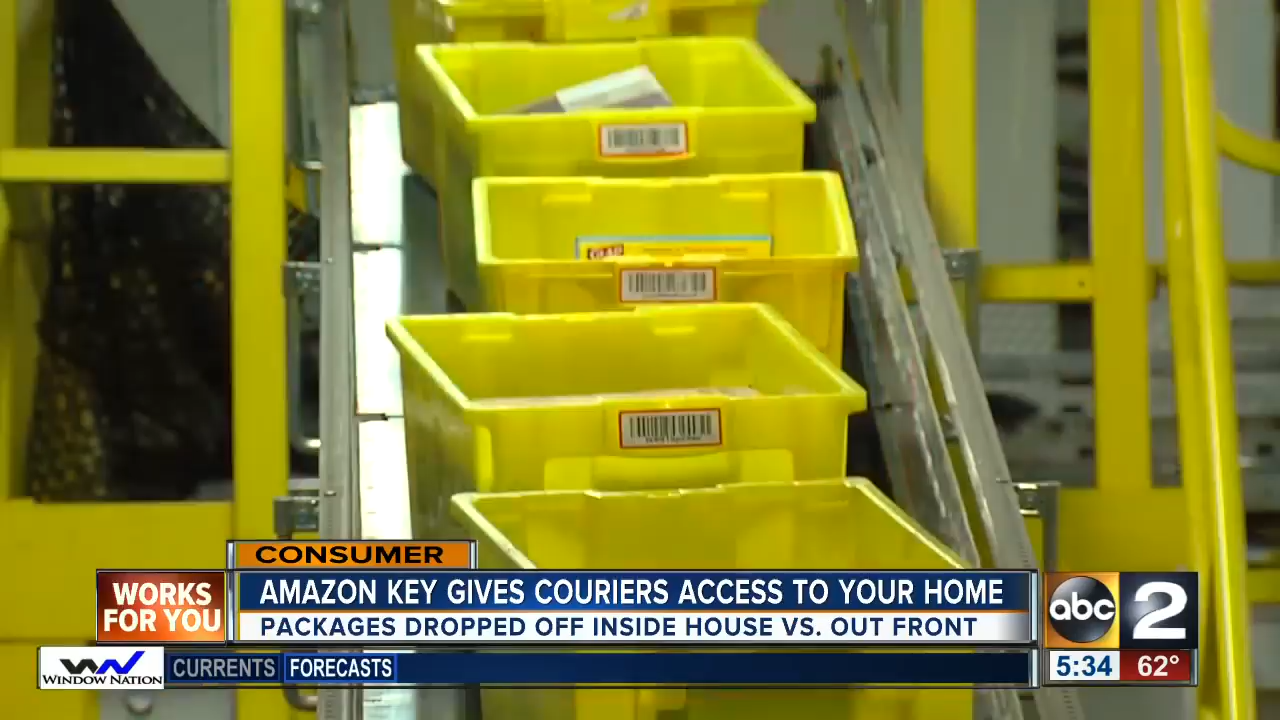 GLAD
CONSUMER
WORKS FOR YOU
AMAZON KEY GIVES COURIERS ACCESS TO YOUR HOME
PACKAGES DROPPED OFF INSIDE HOUSE VS. OUT FRONT
abc 2
WINDOW NATION
CURRENTS FORECASTS
5:34 62°